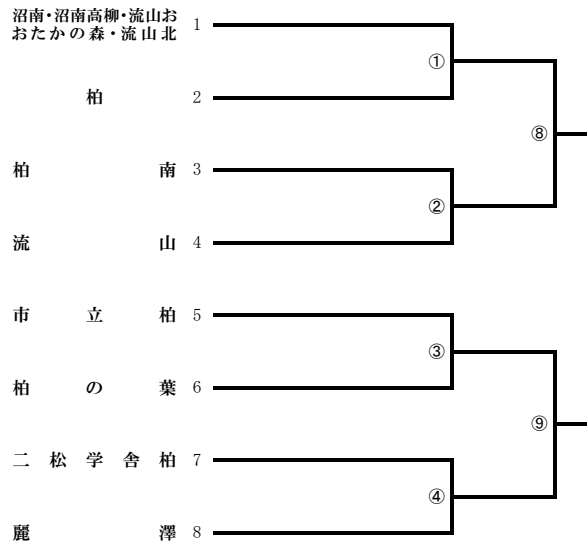 沼南・沼南高柳・流山お
おたかの森・流山北 1
①
柏 2
⑧
柏南 3
②
流山 4
市立柏 5
③
柏の葉 6
⑨
二松学舎柏 7
④
麗澤 8